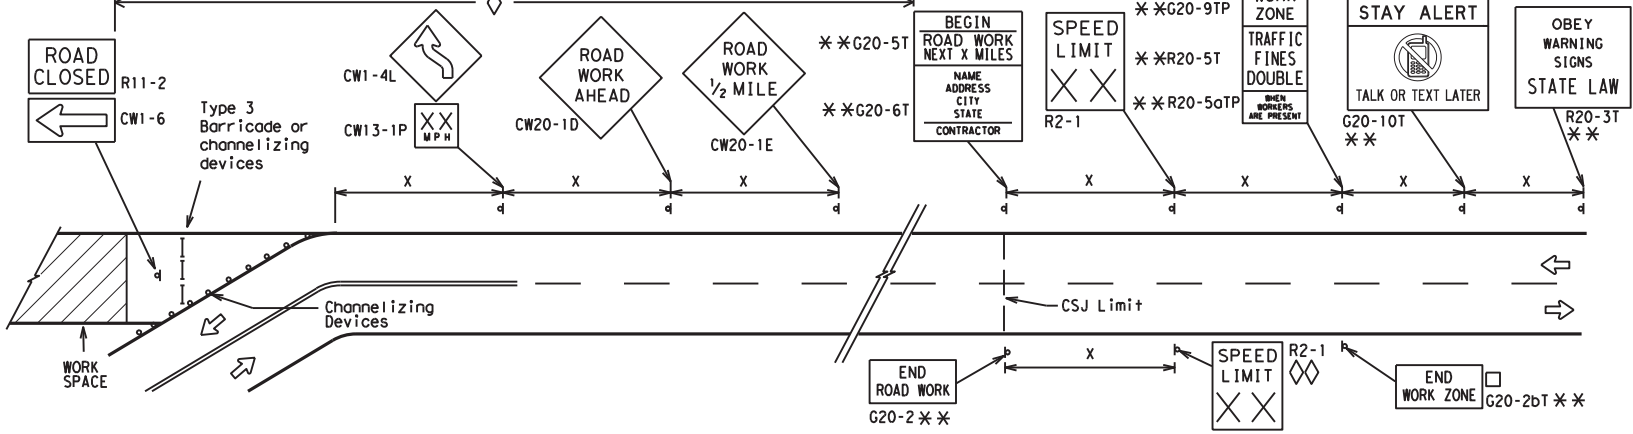 ROAD
CLOSED
R11-2
CW1-6
Type 3
Barricade or
channelizing
devices
CW1-4L
CW13-1P
XX
MPH
ROAD
WORK
AHEAD
CW20-1D
ROAD
WORK
1/2 MILE
CW20-1E
**G20-5T
**G20-6T
BEGIN
ROAD WORK
NEXT X MILES
NAME
ADDRESS
CITY
STATE
CONTRACTOR
SPEED
LIMIT
XX
R2-1
**G20-9TP
**R20-5T
**R20-5aTP
ZONE
TRAFFIC
FINES
DOUBLE
WHEN
WORKERS
ARE PRESENT
STAY ALERT
TALK OR TEXT LATER
G20-10T
**
OBEY
WARNING
SIGNS
STATE LAW
R20-3T
**
X
X
X
X
X
X
X
WORK
SPACE
Channelizing
Devices
CSJ Limit
END
ROAD WORK
G20-2 **
X
SPEED
LIMIT
XX
R2-1
END
WORK ZONE
G20-2bT **